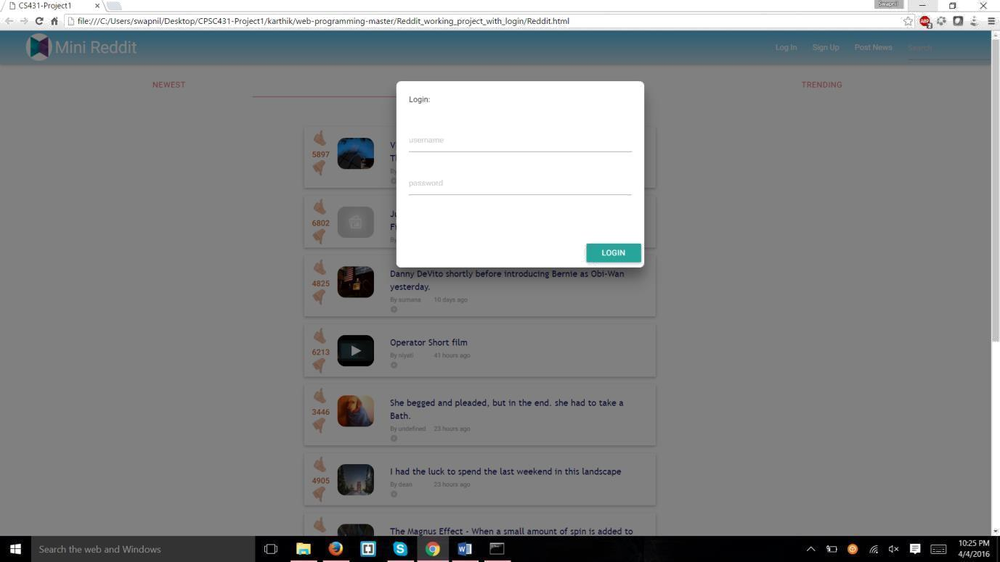 CS431-Project1
Swapnil
file:///C:/Users/swapnil/Desktop/CPSC431-Project1/karthik/web-programming-master/Reddit_working_project_with_login/Reddit.html
ABP
2
Mini Reddit
Log In
Sign Up
Post News
Search
NEWEST
TRENDING
Login:
username
password
LOGIN
5897
V
Th
By
6802
Ju
Fr
By
4825
Danny DeVito shortly before introducing Bernie as Obi-Wan
yesterday.
By sumana 10 days ago
6213
Operator Short film
By niyati 41 hours ago
3446
She begged and pleaded, but in the end. she had to take a
Bath.
By undefined 23 hours ago
4905
I had the luck to spend the last weekend in this landscape
By dean 23 hours ago
The Magnus Effect - When a small amount of spin is added to
Search the web and Windows
10:25 PM
4/4/2016